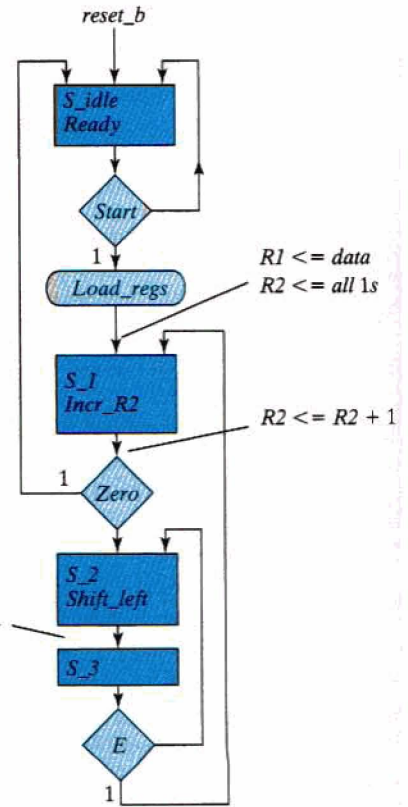 reset_b
S_idle
Ready
Start
1
Load_regs
R1 <= data
R2 <= all 1s
S_1
Incr_R2
R2 <= R2 + 1
1
Zero
S_2
Shift_left
S_3
E
1